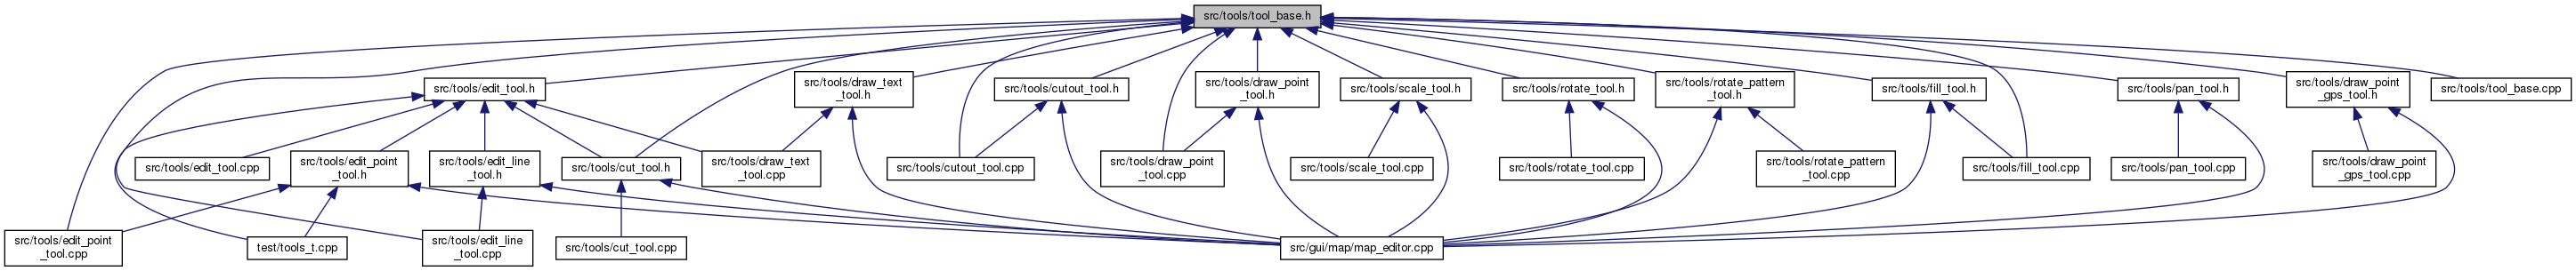 src/tools/tool_base.h
src/tools/edit_tool.h
src/tools/draw_text
_tool.h
src/tools/cutout_tool.h
src/tools/draw_point
_tool.h
src/tools/scale_tool.h
src/tools/rotate_tool.h
src/tools/rotate_pattern
_tool.h
src/tools/fill_tool.h
src/tools/pan_tool.h
src/tools/draw_point
_gps_tool.h
src/tools/tool_base.cpp
src/tools/edit_tool.cpp
src/tools/edit_point
_tool.h
src/tools/edit_line
_tool.h
src/tools/cut_tool.h
src/tools/draw_text
_tool.cpp
src/tools/cutout_tool.cpp
src/tools/draw_point
_tool.cpp
src/tools/scale_tool.cpp
src/tools/rotate_tool.cpp
src/tools/rotate_pattern
_tool.cpp
src/tools/fill_tool.cpp
src/tools/pan_tool.cpp
src/tools/draw_point
_gps_tool.cpp
src/tools/edit_point
_tool.cpp
test/tools_t.cpp
src/tools/edit_line
_tool.cpp
src/tools/cut_tool.cpp
src/gui/map/map_editor.cpp